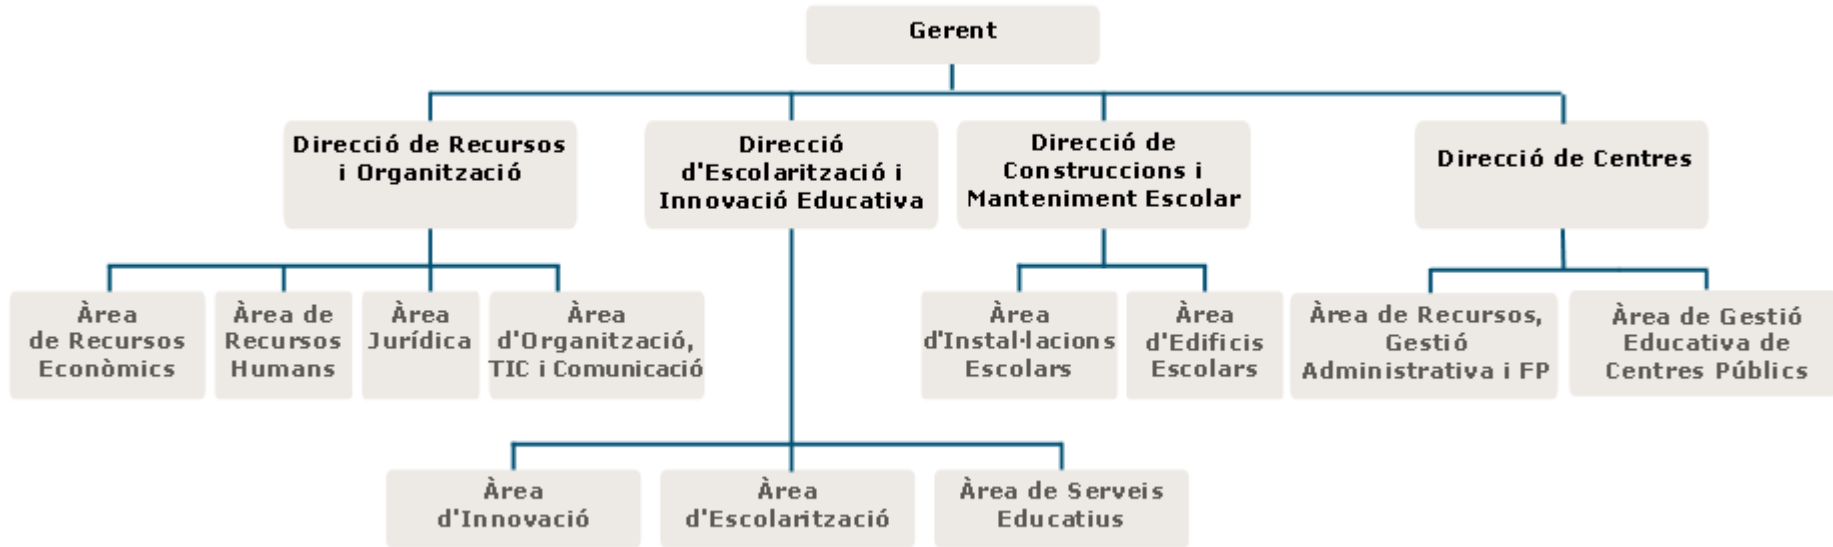 Gerent
Direcció de Recursos
i Organització
Direcció
d'Escolarització i
Innovació Educativa
Direcció de
Construccions i
Manteniment Escolar
Direcció de Centres
Àrea
de Recursos
Econòmics
Àrea de
Recursos
Humans
Àrea
Jurídica
Àrea
d'Organització,
TIC i Comunicació
Àrea
d'Instal·lacions
Escolars
Àrea
d'Edificis
Escolars
Àrea de Recursos,
Gestió
Administrativa i FP
Àrea de Gestió
Educativa de
Centres Públics
Àrea
d'Innovació
Àrea
d'Escolarització
Àrea de Serveis
Educatius